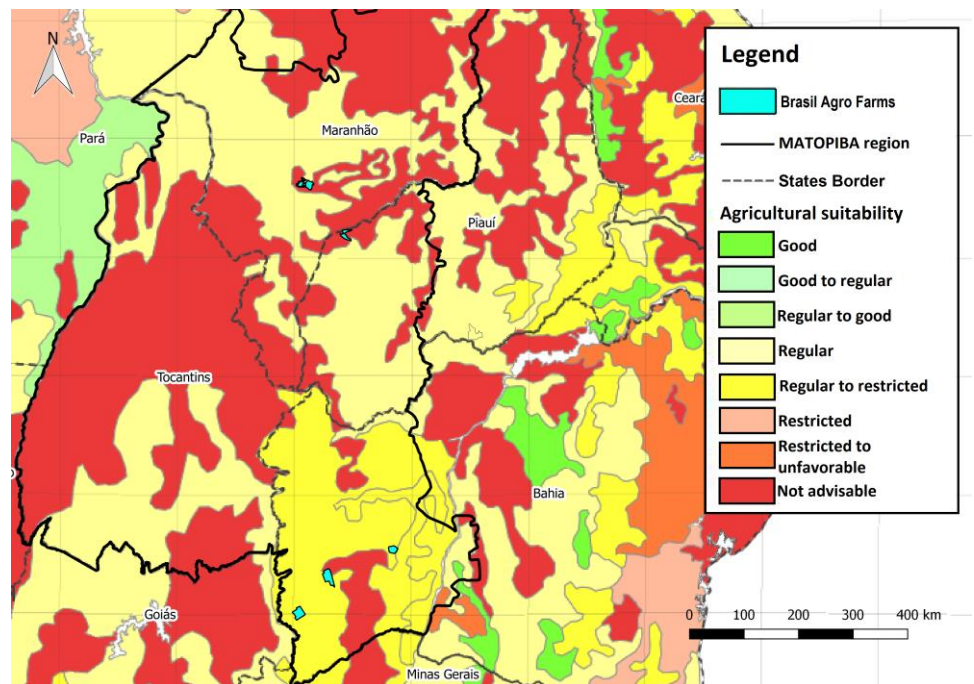 N
Pará
Maranhão
Ceará
Piauí
Tocantins
Bahia
Goiás
Minas Gerais
Legend
Brasil Agro Farms
MATOPIBA region
States Border
Agricultural suitability
Good
Good to regular
Regular to good
Regular
Regular to restricted
Restricted
Restricted to
unfavorable
Not advisable
0 100 200 300 400 km